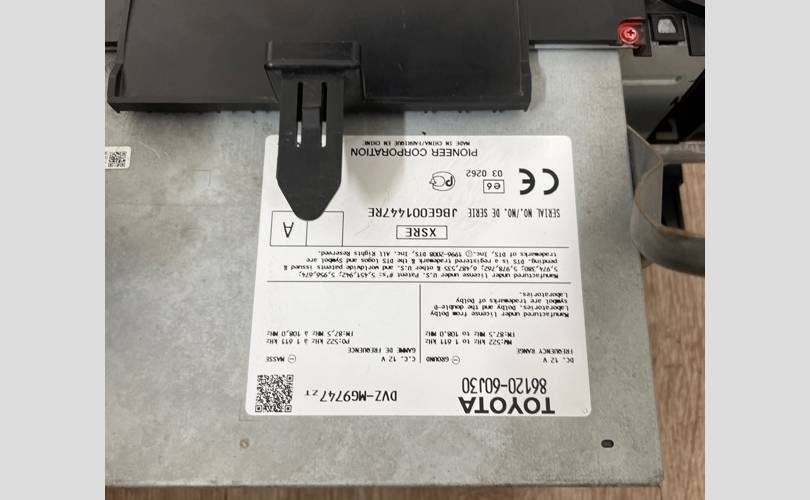 TOYOTA
86120-60J30 DVZ-MG9747ZT
DC. 12 V ⊖ GROUND C.C. 12 V ⊖ MASSE
FREQUENCY RANGE GAMME DE FREQUENCE
MW:522 kHz to 1 611 kHz PO:522 kHz à 1 611 kHz
FM:87.5 MHz to 108.0 MHz FM:87,5 MHz à 108,0 MHz
Manufactured under license from Dolby
Laboratories. Dolby and the double-D
symbol are trademarks of Dolby
Laboratories.
Manufactured under license under U.S. Patent #'s: 5,451,942; 5,956,674;
5,974,380; 5,978,762; 6,487,535 & other U.S. and worldwide patents issued &
pending. DTS is a registered trademark & the DTS logos and Symbol are
trademarks of DTS, Inc. © 1996-2008 DTS, Inc. All Rights Reserved.
XSRE
SERIAL NO./NO. DE SERIE JBGE001447RE
A
CE e6 PC
03 0262
PIONEER CORPORATION
MADE IN CHINA/FABRIQUE EN CHINE